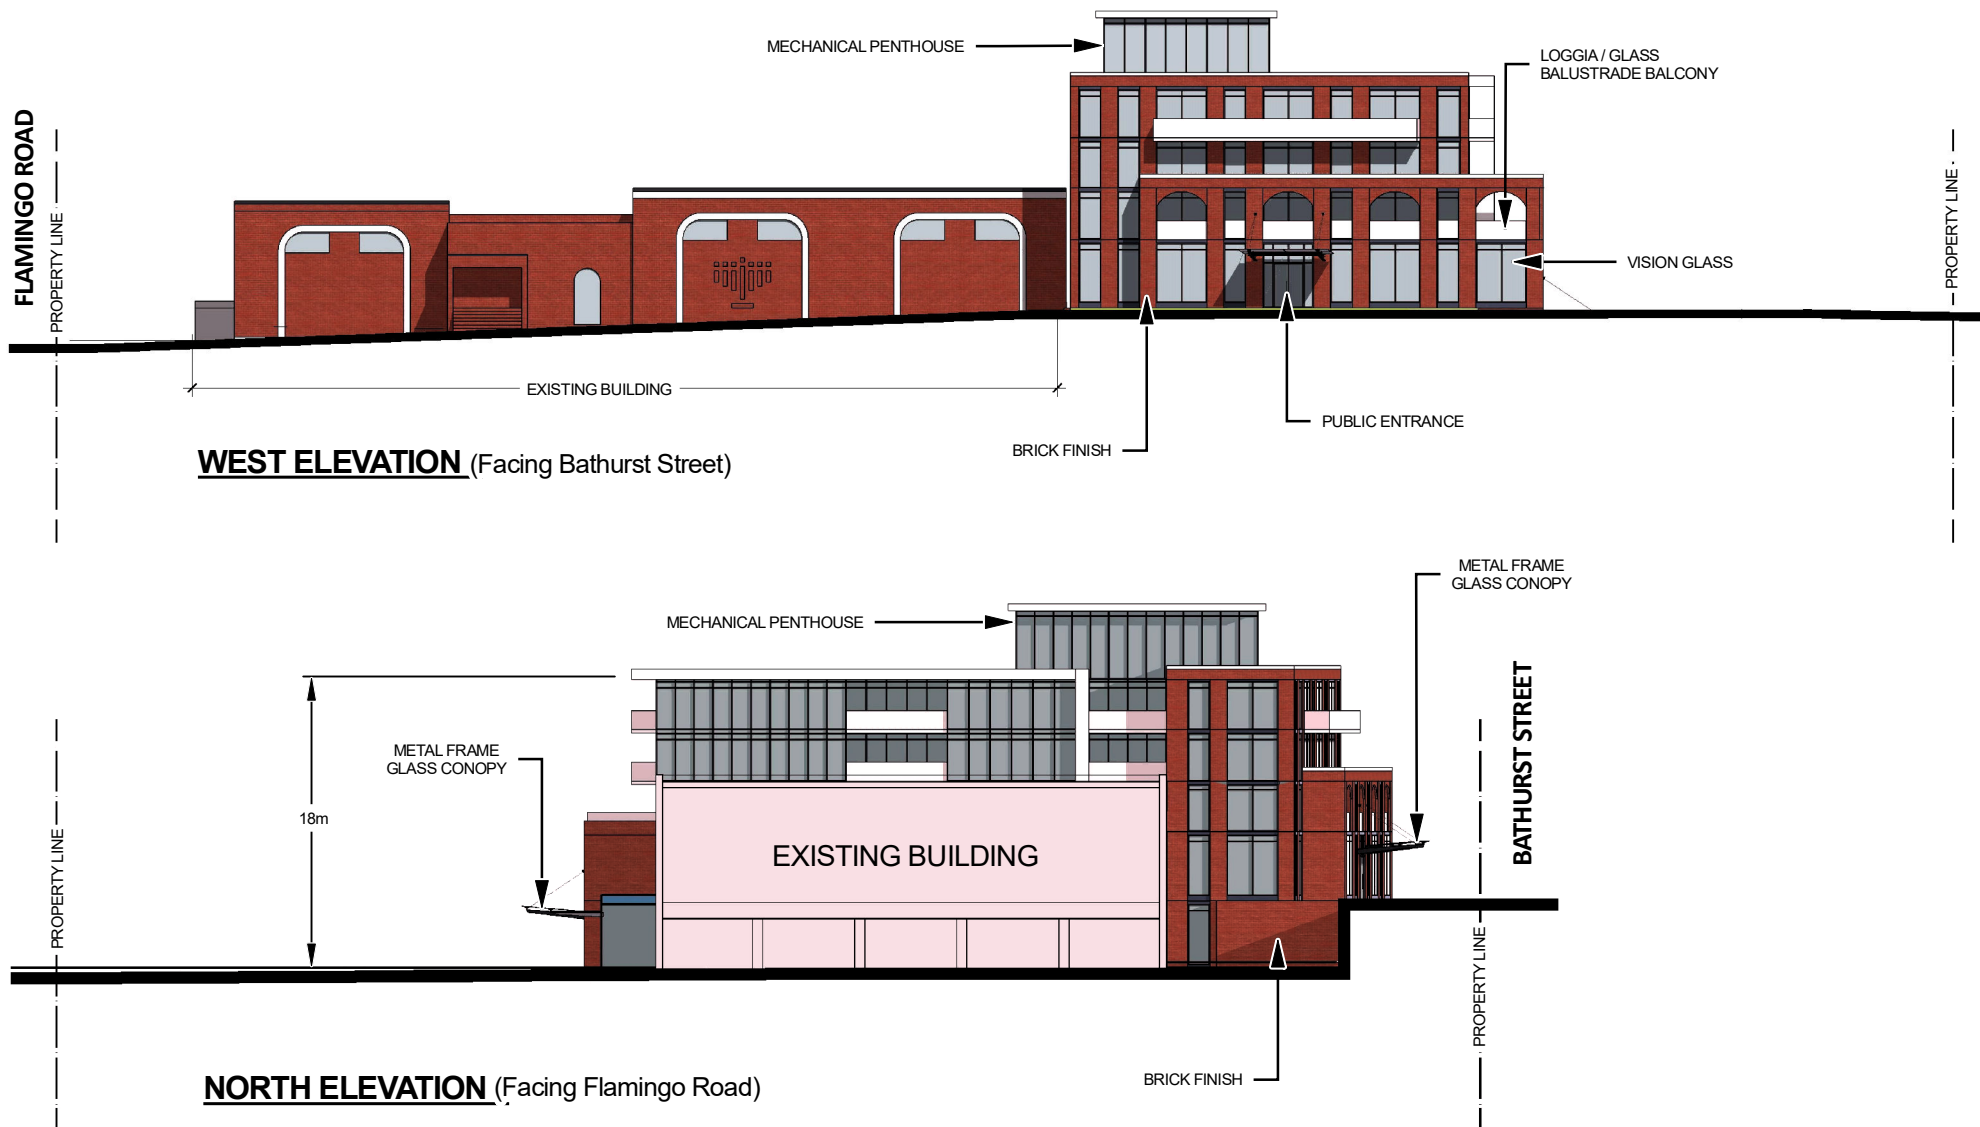 MECHANICAL PENTHOUSE
LOGGIA / GLASS
BALUSTRADE BALCONY
FLAMINGO ROAD
PROPERTY LINE
PROPERTY LINE
VISION GLASS
EXISTING BUILDING
PUBLIC ENTRANCE
BRICK FINISH
WEST ELEVATION (Facing Bathurst Street)
METAL FRAME
GLASS CONOPY
MECHANICAL PENTHOUSE
BATHURST STREET
METAL FRAME
GLASS CONOPY
18m
EXISTING BUILDING
PROPERTY LINE
PROPERTY LINE
BRICK FINISH
NORTH ELEVATION (Facing Flamingo Road)